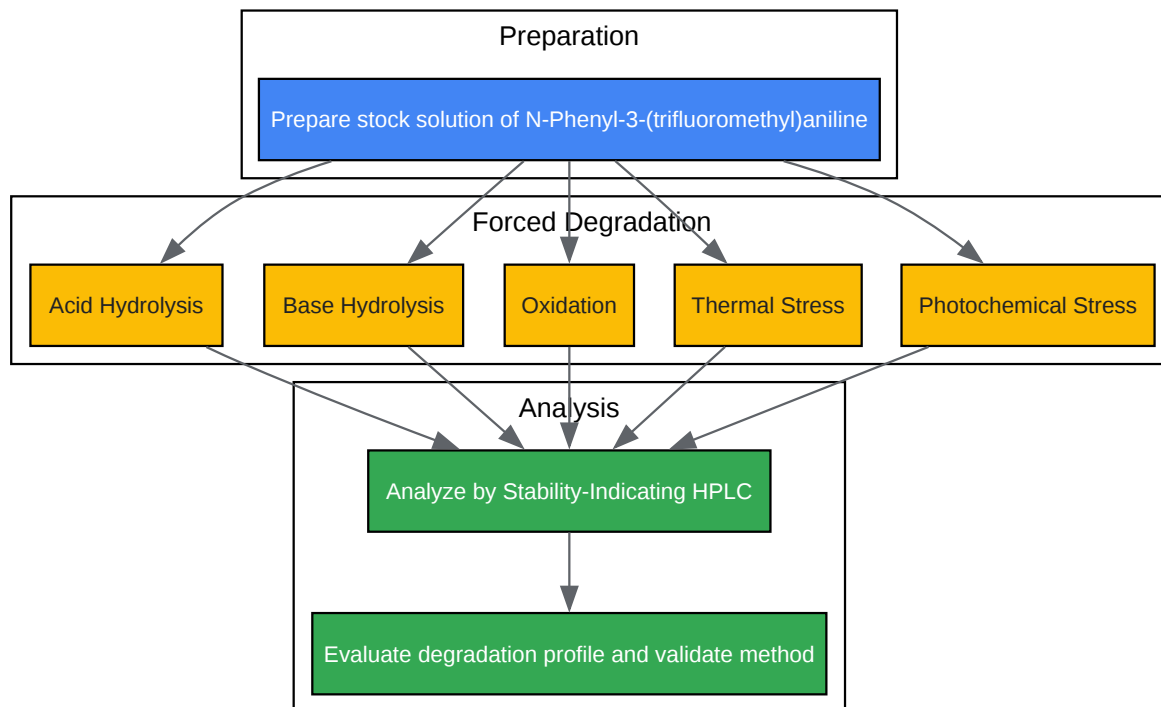 Preparation
Prepare stock solution of N-Phenyl-3-(trifluoromethyl)aniline
Forced Degradation
Acid Hydrolysis
Base Hydrolysis
Oxidation
Thermal Stress
Photochemical Stress
Analysis
Analyze by Stability-Indicating HPLC
Evaluate degradation profile and validate method